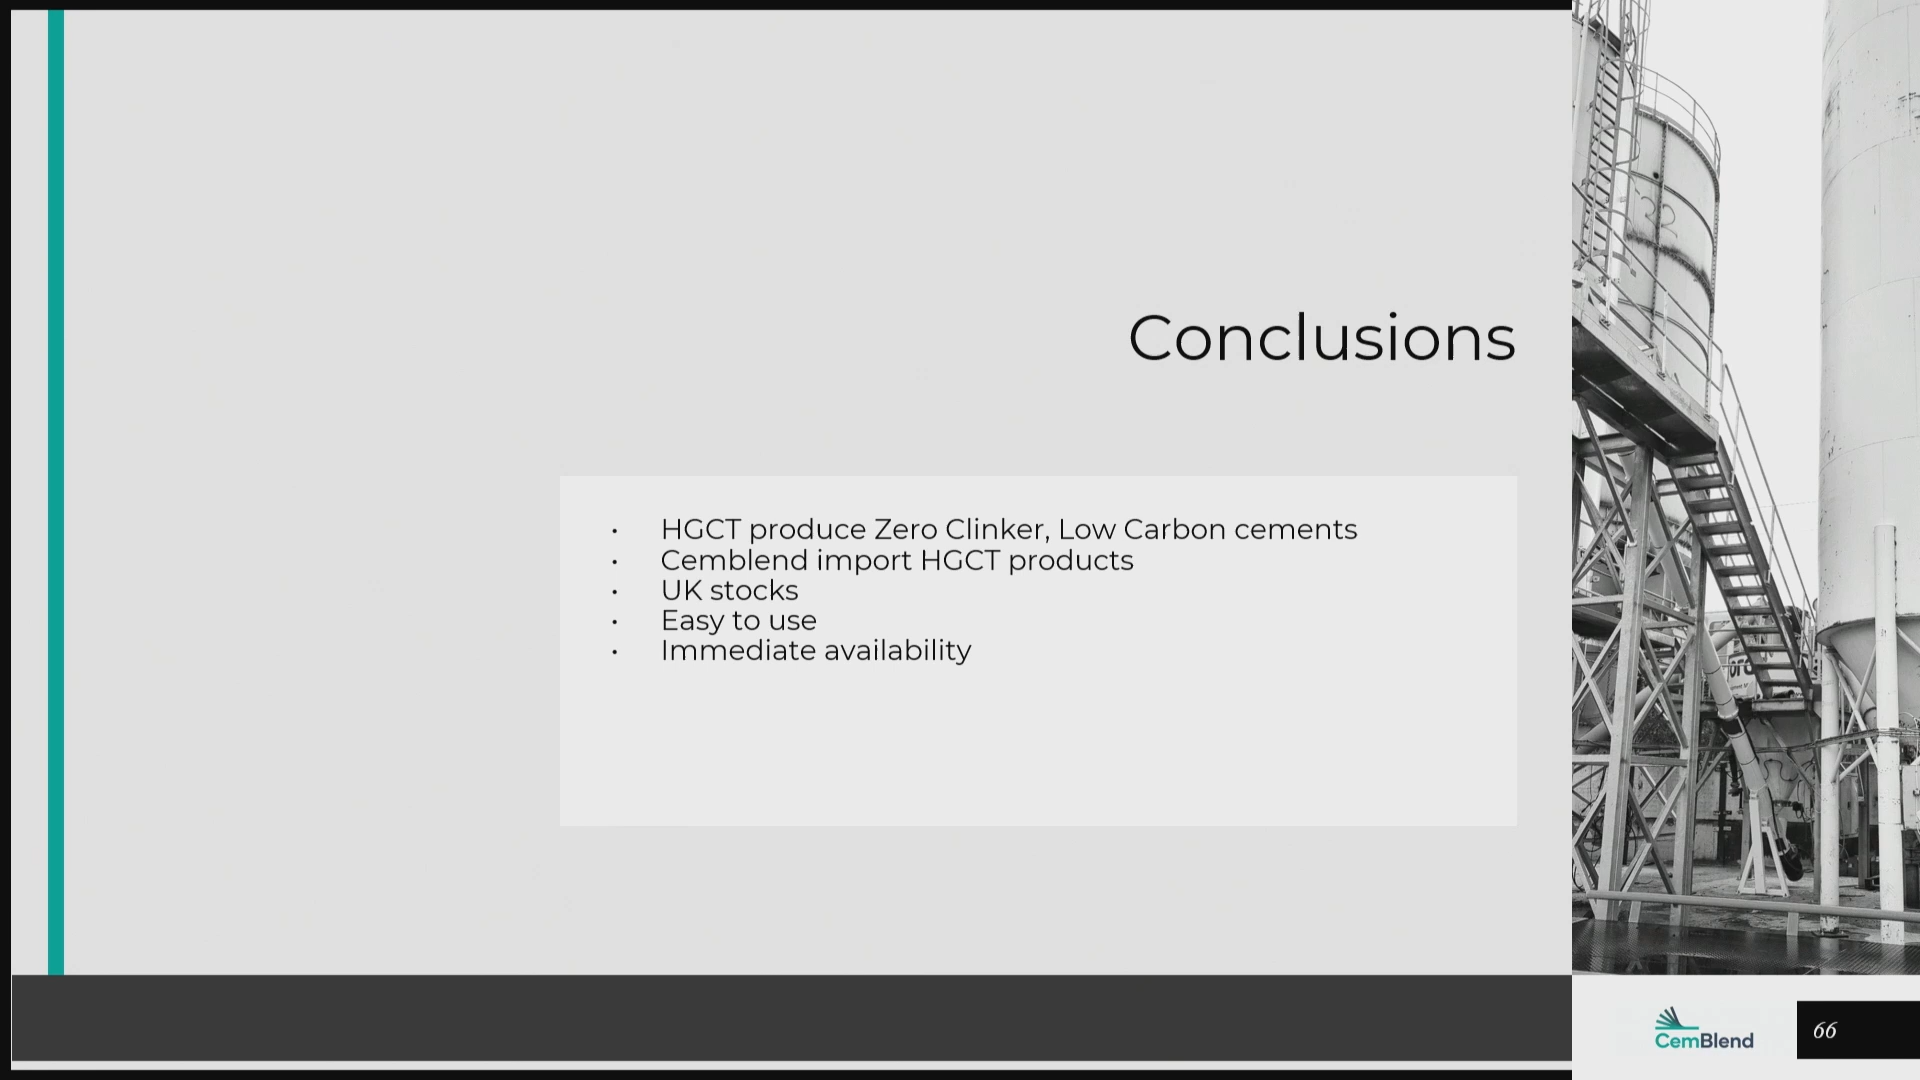 Conclusions
• HGCT produce Zero Clinker, Low Carbon cements
• Cemblend import HGCT products
• UK stocks
• Easy to use
• Immediate availability
32
CemBlend
66